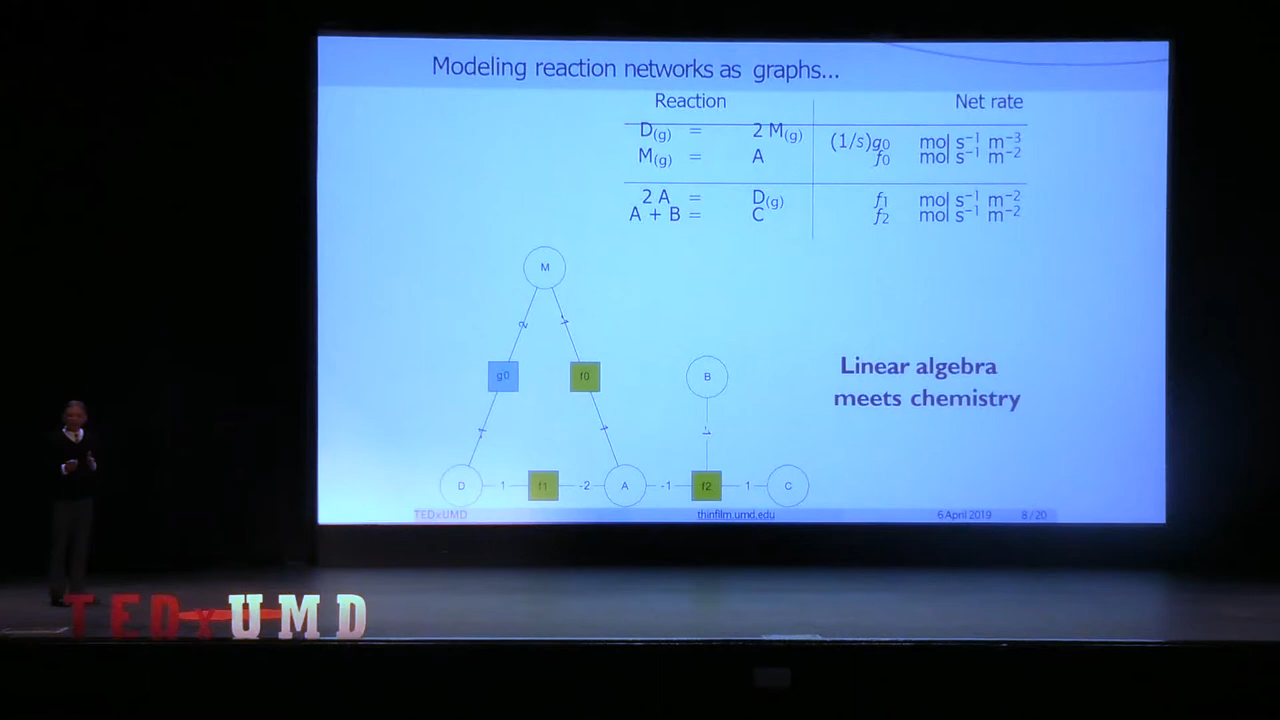 Modeling reaction networks as graphs...
Reaction Net rate
D(g) = 2 M(g) (1/s)g0 mol s−1 m−3
M(g) = A f0 mol s−1 m−2
2 A = D(g) f1 mol s−1 m−2
A + B = C f2 mol s−1 m−2
M
g0 f0 B
Linear algebra
meets chemistry
D 1 f1 -2 A -1 f2 1 C
TEDxUMD thinfilm.umd.edu 6 April 2019 8 / 20
TEDxUMD